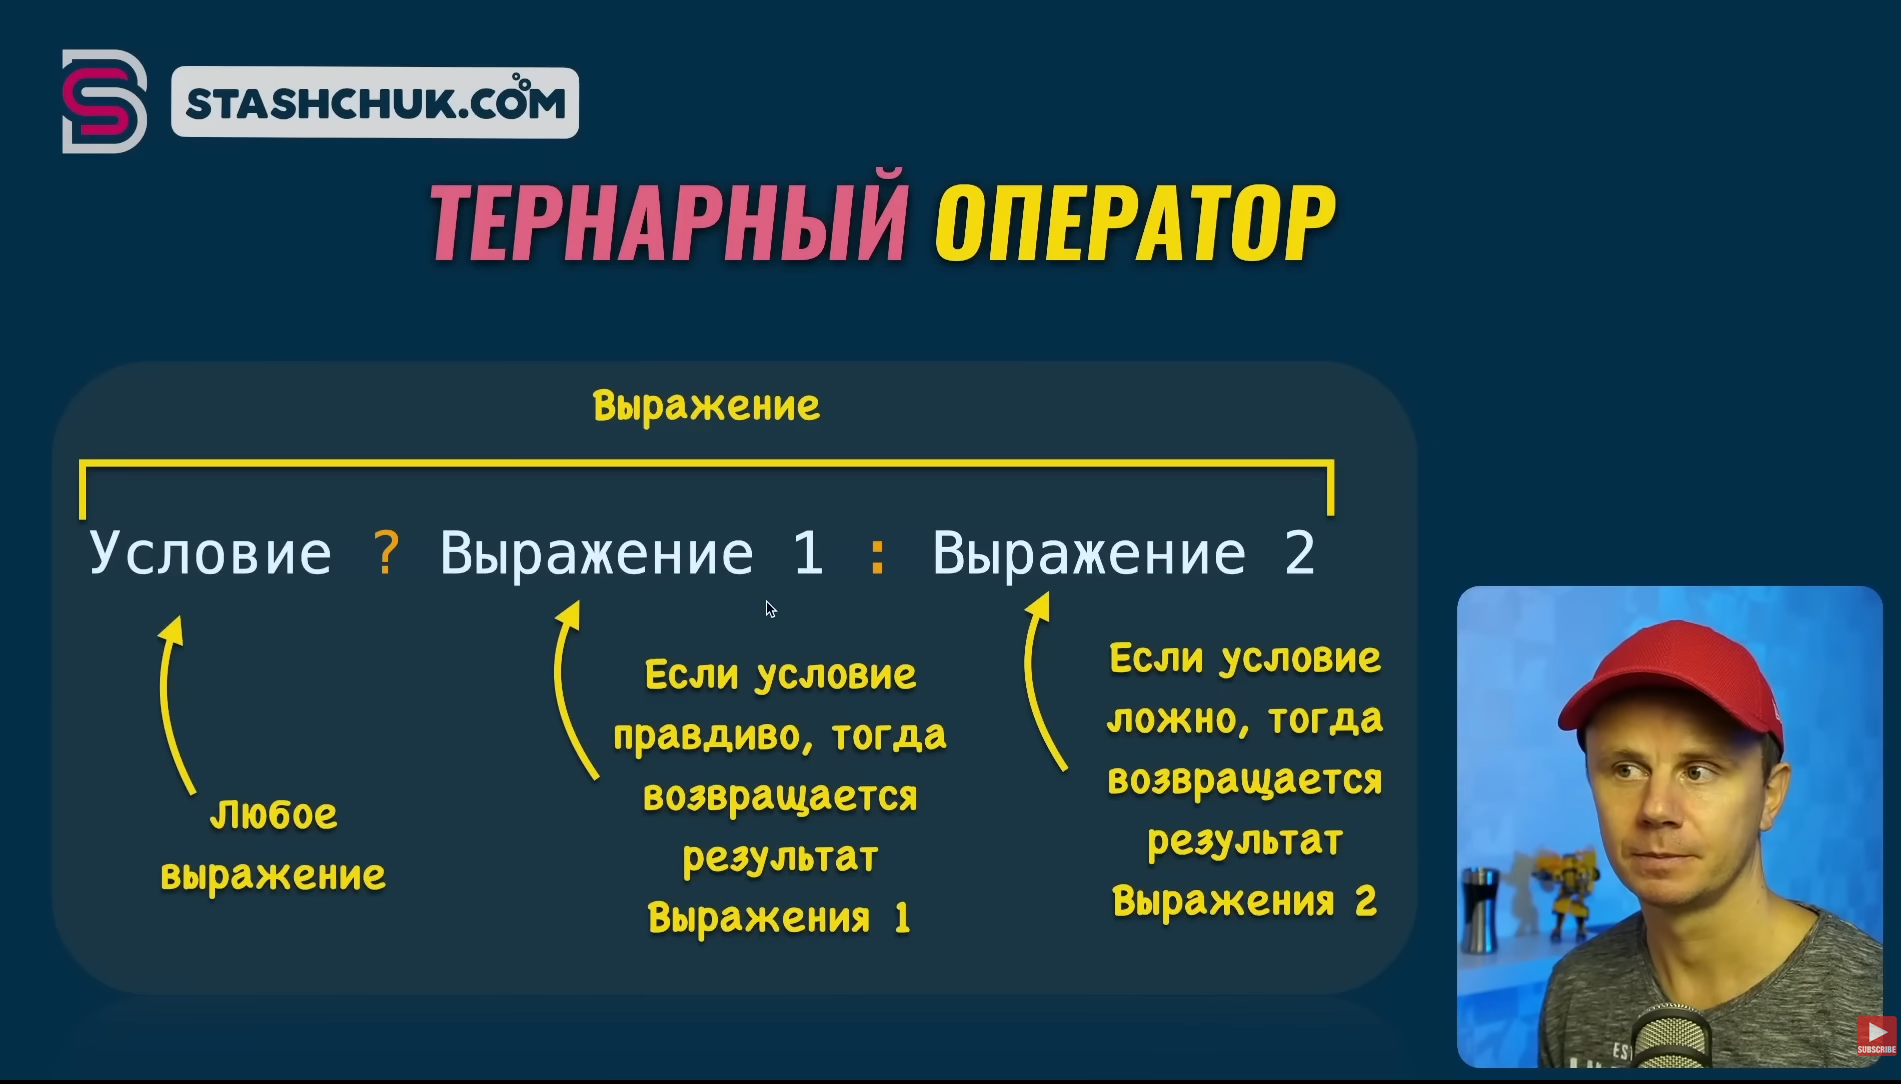 STASHCHUK.COM
ТЕРНАРНЫЙ ОПЕРАТОР
Выражение
Условие ? Выражение 1 : Выражение 2
Любое
выражение
Если условие
правдиво, тогда
возвращается
результат
Выражения 1
Если условие
ложно, тогда
возвращается
результат
Выражения 2
SUBSCRIBE